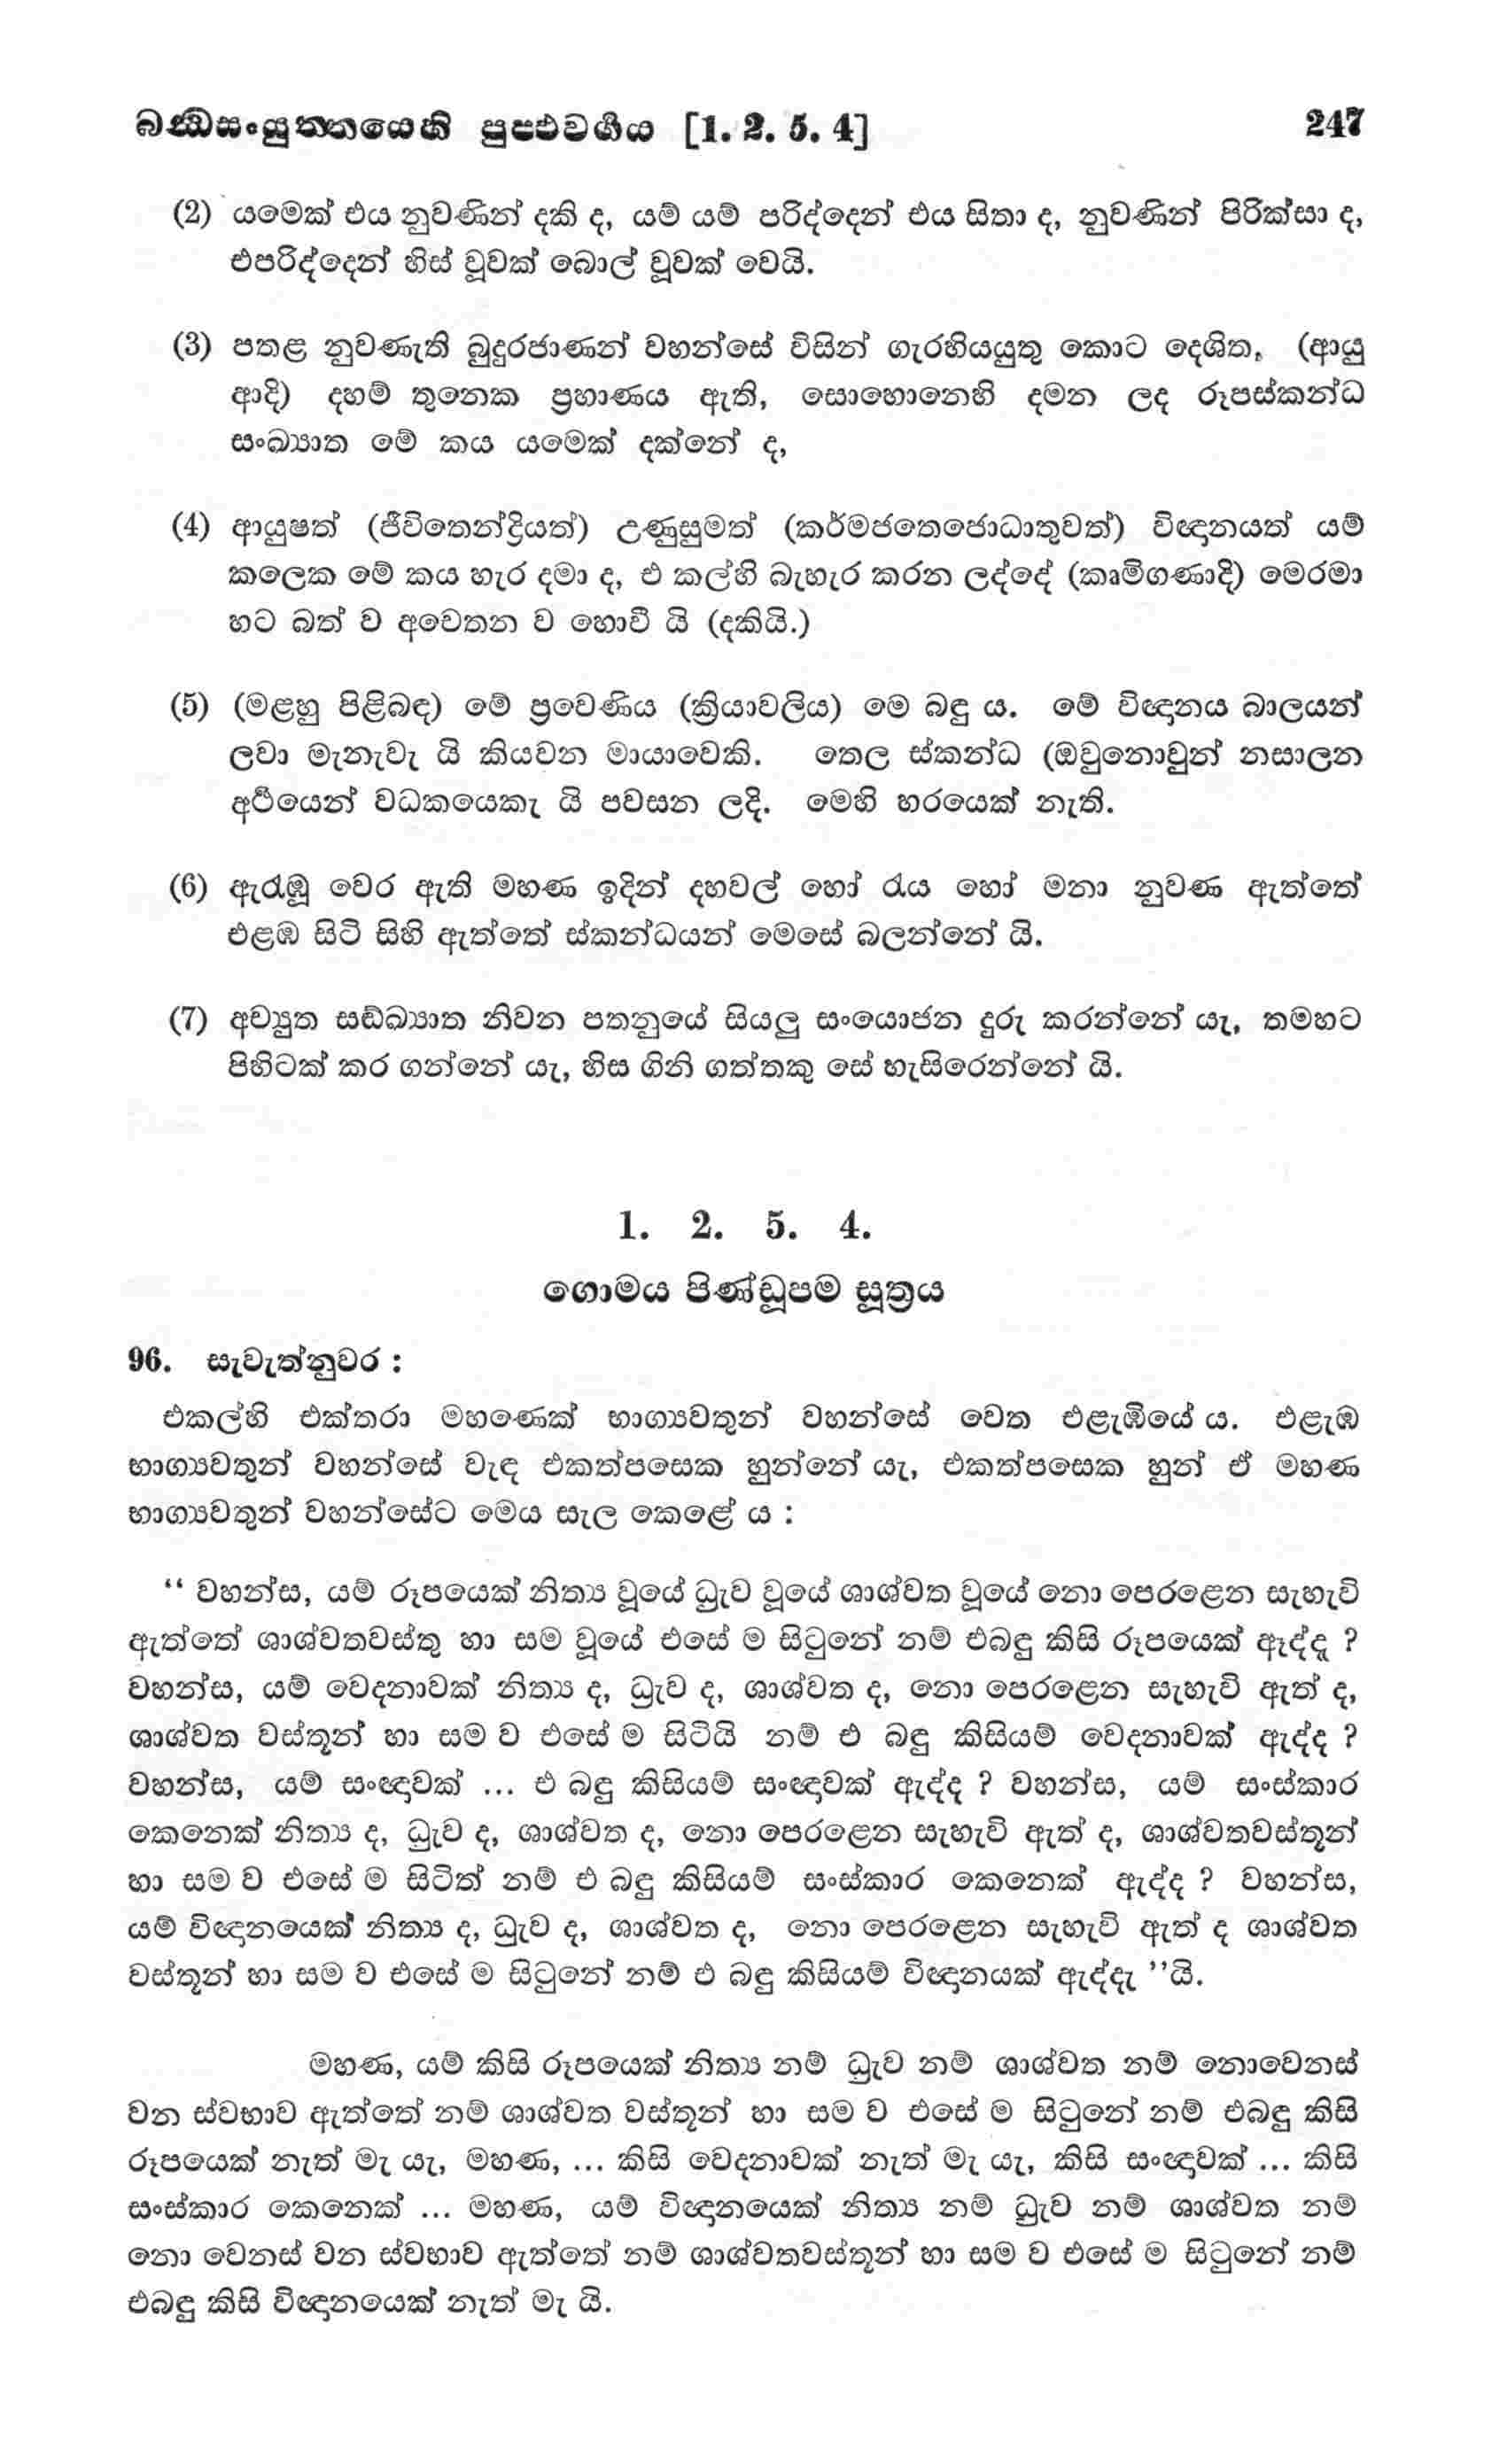 ඛන්ධසංයුත්තයෙහි පුප්ඵවර්ගය [1. 2. 5. 4] 247
(2) යමෙක් එය නුවණින් දකී ද, යම් යම් පරිද්දෙන් එය සිතා ද, නුවණින් පිරික්සා ද,
එපරිද්දෙන් හිස් වූවක් බොල් වූවක් වෙයි.
(3) පතළ නුවණැති බුදුරජාණන් වහන්සේ විසින් ගැරහියයුතු කොට දෙශිත, (ආයු
ආදි) දහම් තුනෙක ප්‍රහාණය ඇති, සොහොනෙහි දමන ලද රූපස්කන්ධ
සංඛ්‍යාත මේ කය යමෙක් දක්නේ ද,
(4) ආයුෂත් (ජීවිතෙන්ද්‍රියත්) උණුසුමත් (කර්මජතෙජොධාතුවත්) විඥානයත් යම්
කලෙක මේ කය හැර දමා ද, එ කල්හි බැහැර කරන ලද්දේ (කෘමිගණාදි) මෙරමා
හට බත් ව අචෙතන ව හොවී යි (දකියි.)
(5) (මළහු පිළිබඳ) මේ ප්‍රවෙණිය (ක්‍රියාවලිය) මෙ බඳු ය. මේ විඥානය බාලයන්
ලවා මැනැවැ යි කියවන මායාවෙකි. තෙල ස්කන්ධ (ඔවුනොවුන් නසාලන
අර්ථයෙන් වධකයෙකැ යි පවසන ලදි. මෙහි හරයෙක් නැති.
(6) ඇරැඹූ වෙර ඇති මහණ ඉදින් දහවල් හෝ රැය හෝ මනා නුවණ ඇත්තේ
එළඹ සිටි සිහි ඇත්තේ ස්කන්ධයන් මෙසේ බලන්නේ යි.
(7) අච්‍යුත සඞ්ඛ්‍යාත නිවන පතනුයේ සියලු සංයොජන දුරු කරන්නේ යැ, තමහට
පිහිටක් කර ගන්නේ යැ, හිස ගිනි ගත්තකු සේ හැසිරෙන්නේ යි.
1. 2. 5. 4.
ගොමය පිණ්ඩූපම සූත්‍රය
96. සැවැත්නුවර :
එකල්හි එක්තරා මහණෙක් භාග්‍යවතුන් වහන්සේ වෙත එළැඹියේ ය. එළැඹ
භාග්‍යවතුන් වහන්සේ වැඳ එකත්පසෙක හුන්නේ යැ, එකත්පසෙක හුන් ඒ මහණ
භාග්‍යවතුන් වහන්සේට මෙය සැල කෙළේ ය :
“ වහන්ස, යම් රූපයෙක් නිත්‍ය වූයේ ධ්‍රැව වූයේ ශාශ්වත වූයේ නො පෙරළෙන සැහැවි
ඇත්තේ ශාශ්වතවස්තු හා සම වූයේ එසේ ම සිටුනේ නම් එබඳු කිසි රූපයෙක් ඇද්ද ?
වහන්ස, යම් වෙදනාවක් නිත්‍ය ද, ධ්‍රැව ද, ශාශ්වත ද, නො පෙරළෙන සැහැවි ඇත් ද,
ශාශ්වත වස්තූන් හා සම ව එසේ ම සිටියි නම් එ බඳු කිසියම් වෙදනාවක් ඇද්ද ?
වහන්ස, යම් සංඥාවක් ... එ බඳු කිසියම් සංඥාවක් ඇද්ද ? වහන්ස, යම් සංස්කාර
කෙනෙක් නිත්‍ය ද, ධ්‍රැව ද, ශාශ්වත ද, නො පෙරළෙන සැහැවි ඇත් ද, ශාශ්වතවස්තූන්
හා සම ව එසේ ම සිටිත් නම් එ බඳු කිසියම් සංස්කාර කෙනෙක් ඇද්ද ? වහන්ස,
යම් විඥානයෙක් නිත්‍ය ද, ධ්‍රැව ද, ශාශ්වත ද, නො පෙරළෙන සැහැවි ඇත් ද ශාශ්වත
වස්තූන් හා සම ව එසේ ම සිටුනේ නම් එ බඳු කිසියම් විඥානයක් ඇද්දැ ”යි.
මහණ, යම් කිසි රූපයෙක් නිත්‍ය නම් ධ්‍රැව නම් ශාශ්වත නම් නොවෙනස්
වන ස්වභාව ඇත්තේ නම් ශාශ්වත වස්තූන් හා සම ව එසේ ම සිටුනේ නම් එබඳු කිසි
රූපයෙක් නැත් මැ යැ, මහණ, ... කිසි වෙදනාවක් නැත් මැ යැ, කිසි සංඥාවක් ... කිසි
සංස්කාර කෙනෙක් ... මහණ, යම් විඥානයෙක් නිත්‍ය නම් ධ්‍රැව නම් ශාශ්වත නම්
නො වෙනස් වන ස්වභාව ඇත්තේ නම් ශාශ්වතවස්තූන් හා සම ව එසේ ම සිටුනේ නම්
එබඳු කිසි විඥානයෙක් නැත් මැ යි.